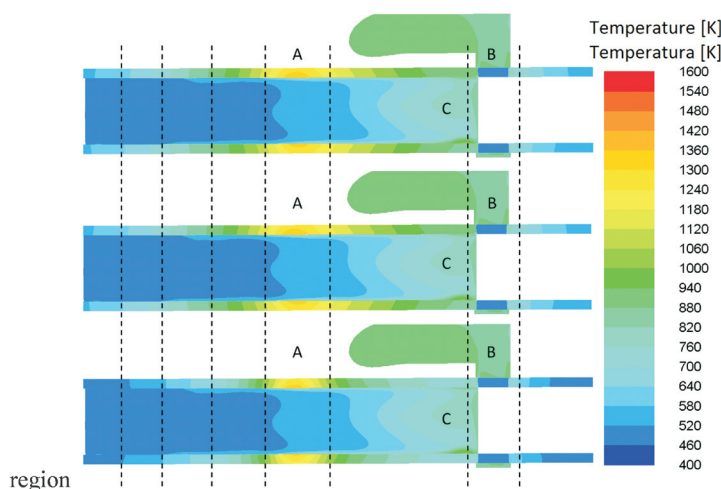 Temperature [K]
Temperatura [K]
A
B
C
A
B
C
A
B
C
1600
1540
1480
1420
1360
1300
1240
1180
1120
1060
1000
940
880
820
760
700
640
580
520
460
400
region